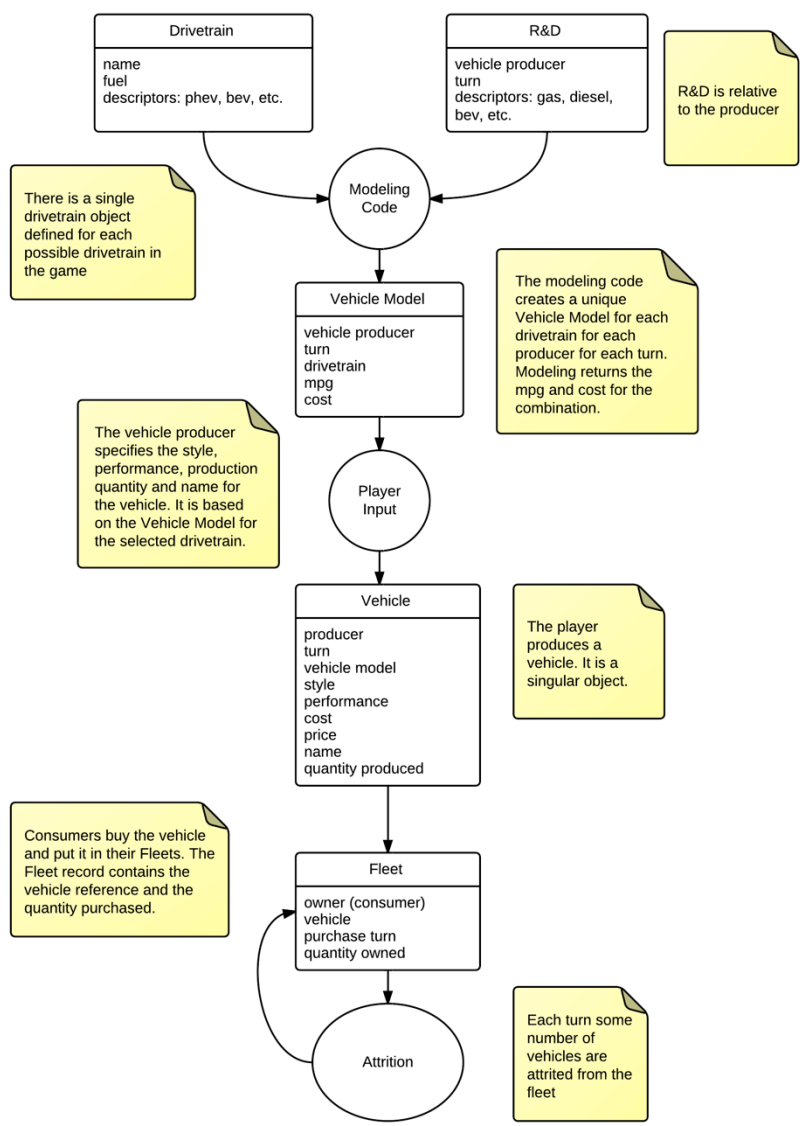 Drivetrain
name
fuel
descriptors: phev, bev, etc.
R&D
vehicle producer
turn
descriptors: gas, diesel,
bev, etc.
R&D is relative
to the producer
There is a single
drivetrain object
defined for each
possible drivetrain in
the game
Modeling
Code
Vehicle Model
vehicle producer
turn
drivetrain
mpg
cost
The modeling code
creates a unique
Vehicle Model for each
drivetrain for each
producer for each turn.
Modeling returns the
mpg and cost for the
combination.
The vehicle producer
specifies the style,
performance, production
quantity and name for
the vehicle. It is based
on the Vehicle Model for
the selected drivetrain.
Player
Input
Vehicle
producer
turn
vehicle model
style
performance
cost
price
name
quantity produced
The player
produces a
vehicle. It is a
singular object.
Consumers buy the vehicle
and put it in their Fleets. The
Fleet record contains the
vehicle reference and the
quantity purchased.
Fleet
owner (consumer)
vehicle
purchase turn
quantity owned
Attrition
Each turn some
number of
vehicles are
attrited from the
fleet